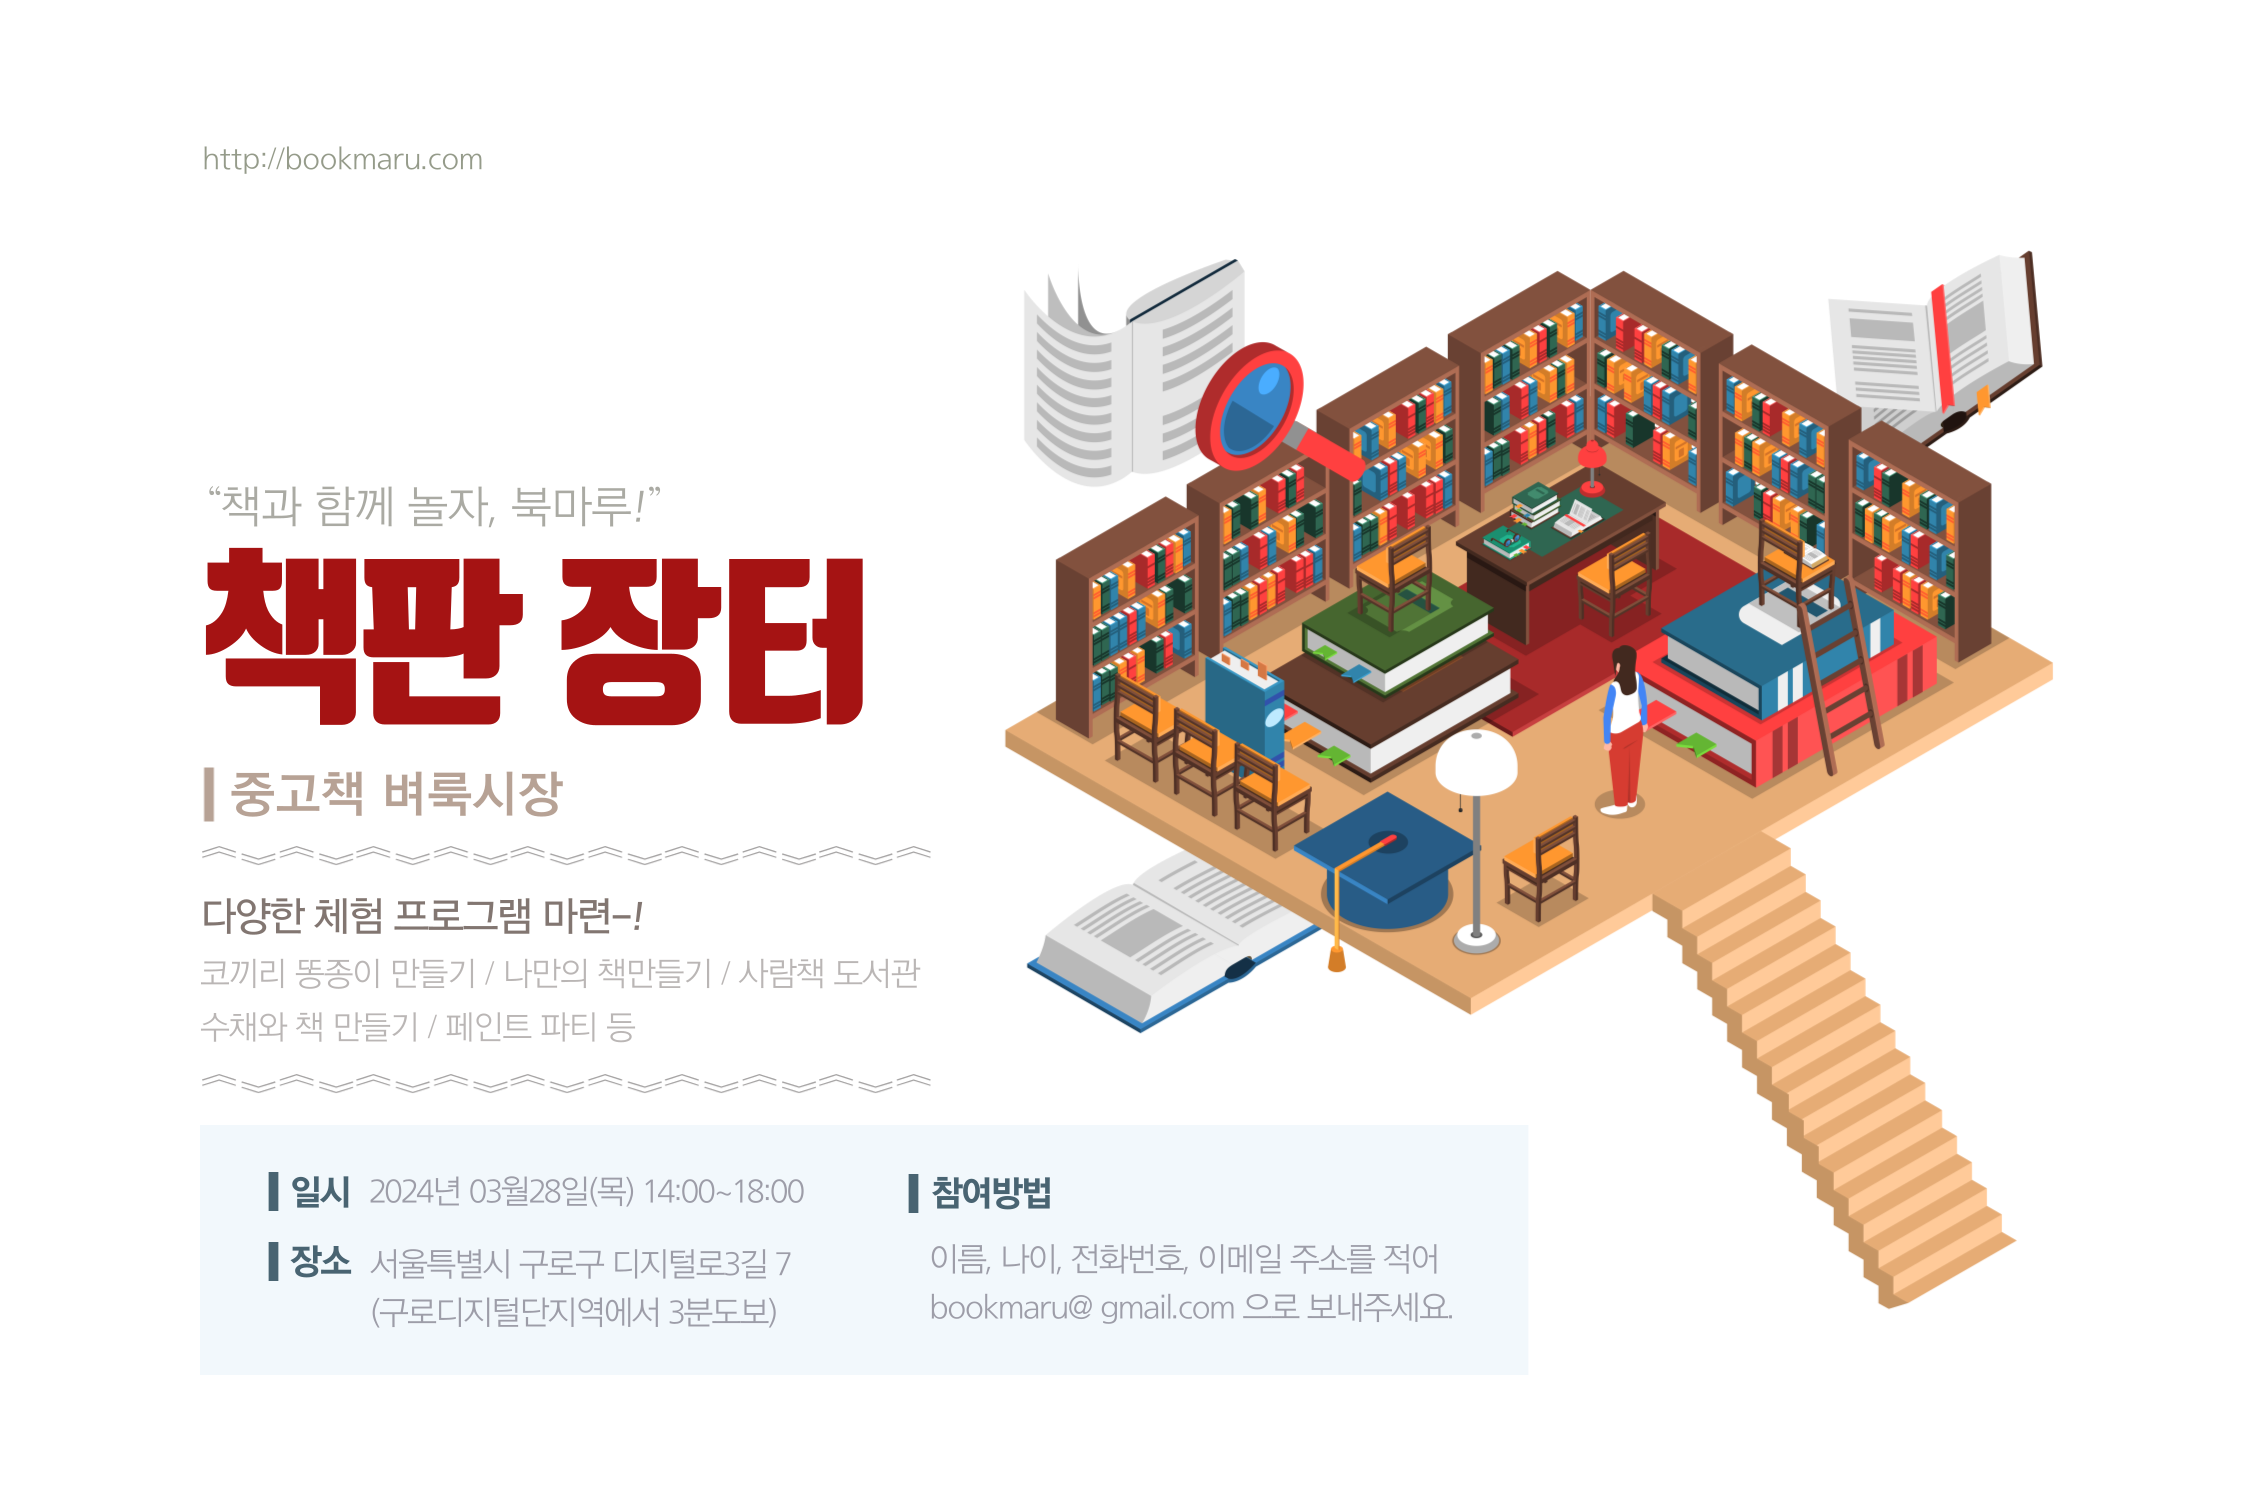 http://bookmaru.com
“책과 함께 놀자, 북마루!”
책판 장터
중고책 벼룩시장
다양한 체험 프로그램 마련-!
코끼리 똥종이 만들기 / 나만의 책만들기 / 사람책 도서관
수채와 책 만들기 / 페인트 파티 등
일시 2024년 03월28일(목) 14:00~18:00
장소 서울특별시 구로구 디지털로3길 7
(구로디지털단지역에서 3분도보)
참여방법
이름, 나이, 전화번호, 이메일 주소를 적어
bookmaru@ gmail.com 으로 보내주세요.